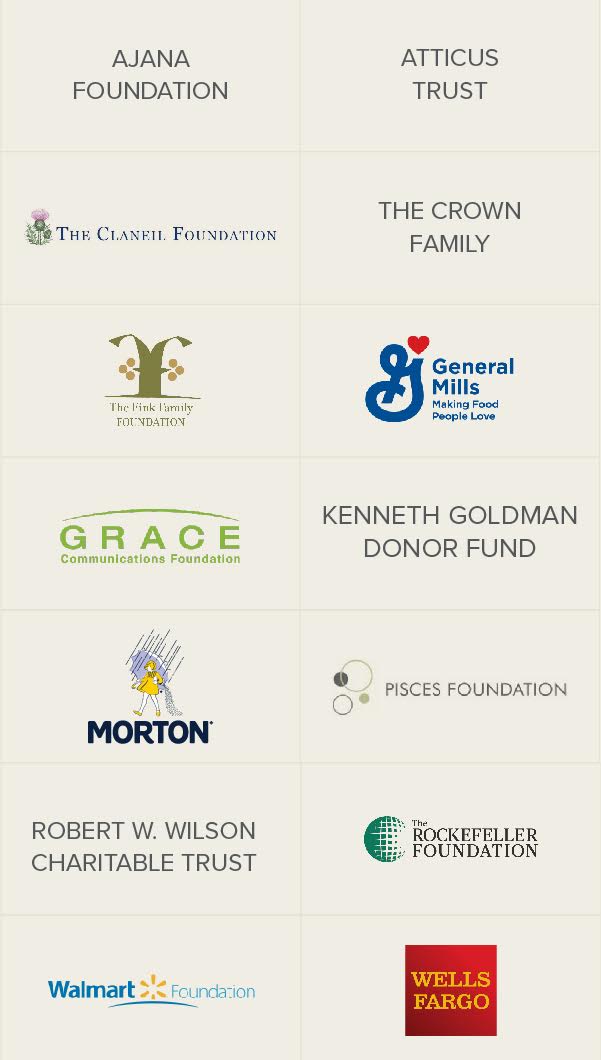 AJANA
FOUNDATION
ATTICUS
TRUST
THE CLANEIL FOUNDATION
THE CROWN
FAMILY
The Fink Family
FOUNDATION
General
Mills
Making Food
People Love
GRACE
Communications Foundation
KENNETH GOLDMAN
DONOR FUND
MORTON
PISCES FOUNDATION
ROBERT W. WILSON
CHARITABLE TRUST
The
ROCKEFELLER
FOUNDATION
Walmart Foundation
WELLS
FARGO